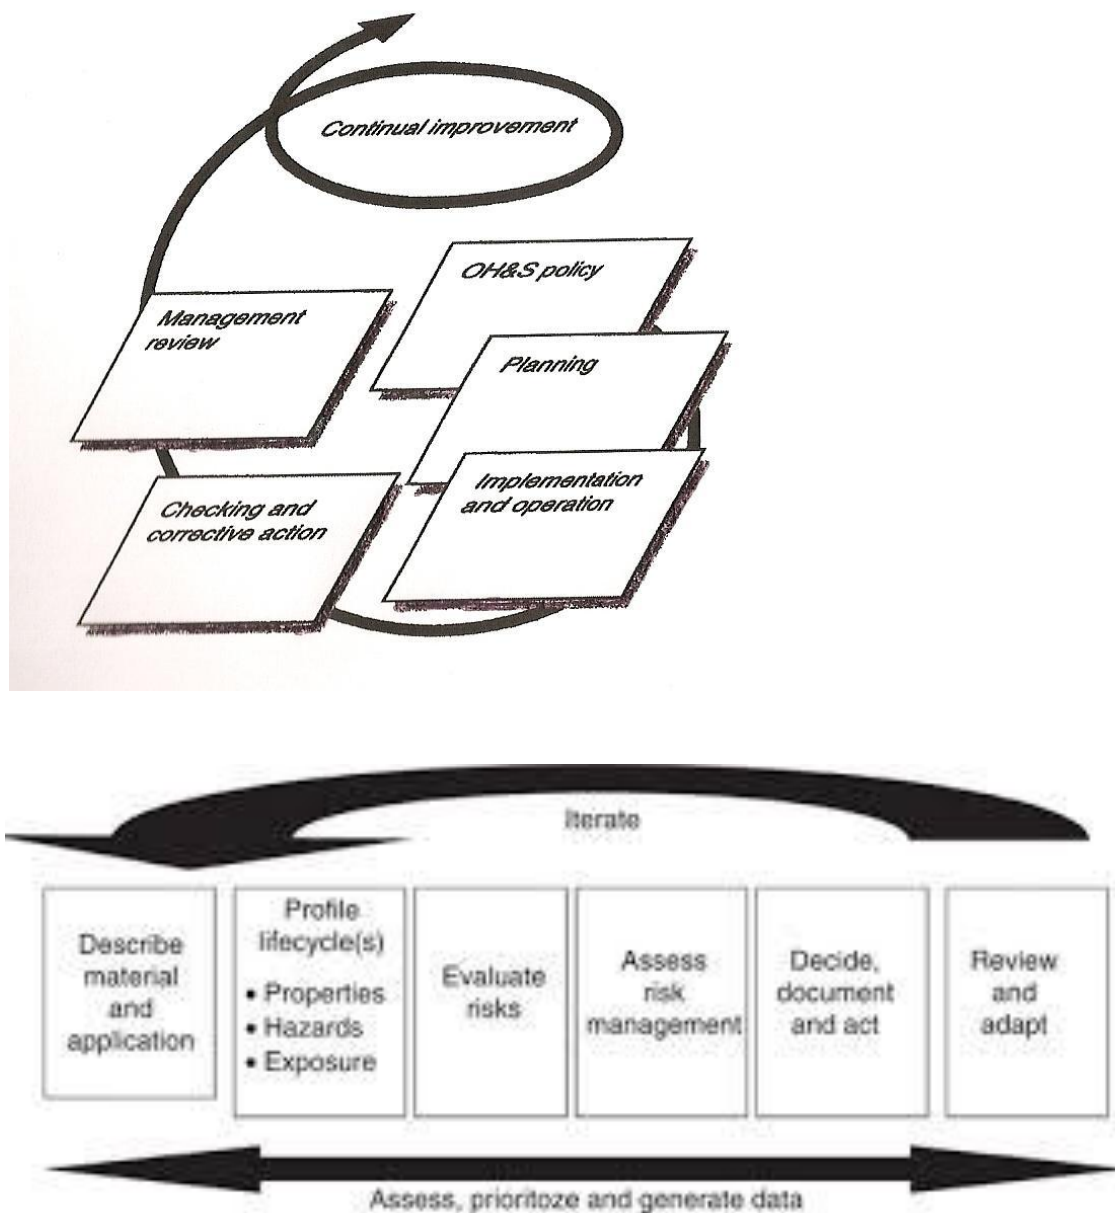 Continual improvement
OH&S policy
Management
review
Planning
Implementation
and operation
Checking and
corrective action
Iterate
Describe
material
and
application
Profile
lifecycle(s)
• Properties
• Hazards
• Exposure
Evaluate
risks
Assess
risk
management
Decide,
document
and act
Review
and
adapt
Assess, prioritoze and generate data